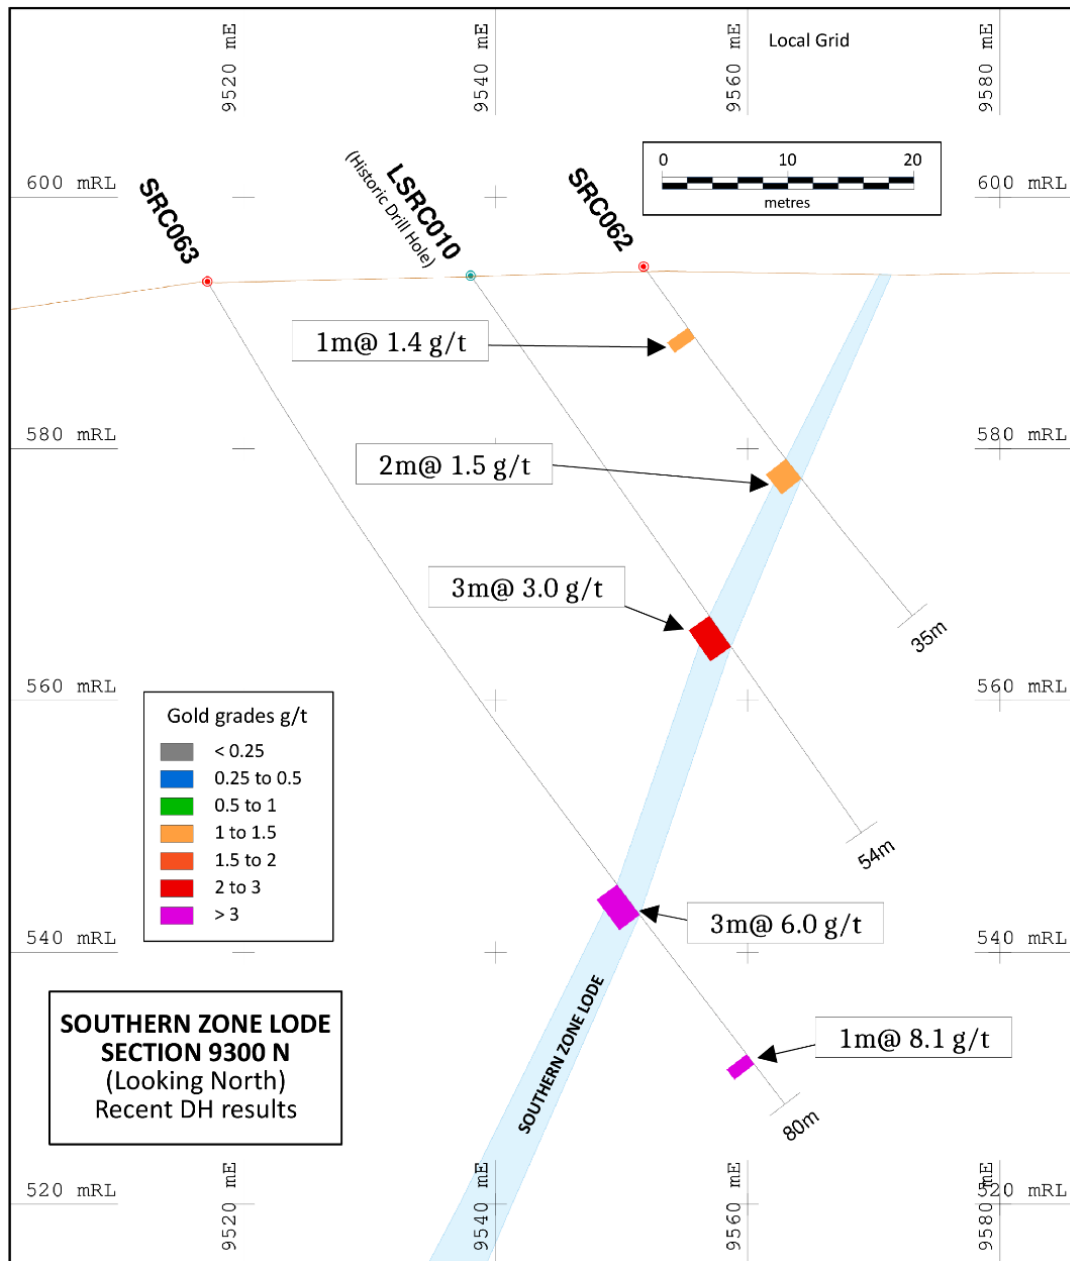 9520 mE
9540 mE
9560 mE
9580 mE
Local Grid
0 10 20
metres
600 mRL
600 mRL
SRC063
LSRC010
(Historic Drill Hole)
SRC062
1m@ 1.4 g/t
580 mRL
580 mRL
2m@ 1.5 g/t
3m@ 3.0 g/t
35m
560 mRL
560 mRL
Gold grades g/t
< 0.25
0.25 to 0.5
0.5 to 1
1 to 1.5
1.5 to 2
2 to 3
> 3
54m
3m@ 6.0 g/t
540 mRL
540 mRL
SOUTHERN ZONE LODE
SOUTHERN ZONE LODE
SECTION 9300 N
(Looking North)
Recent DH results
1m@ 8.1 g/t
80m
520 mRL
520 mRL
9520 mE
9540 mE
9560 mE
9580 mE